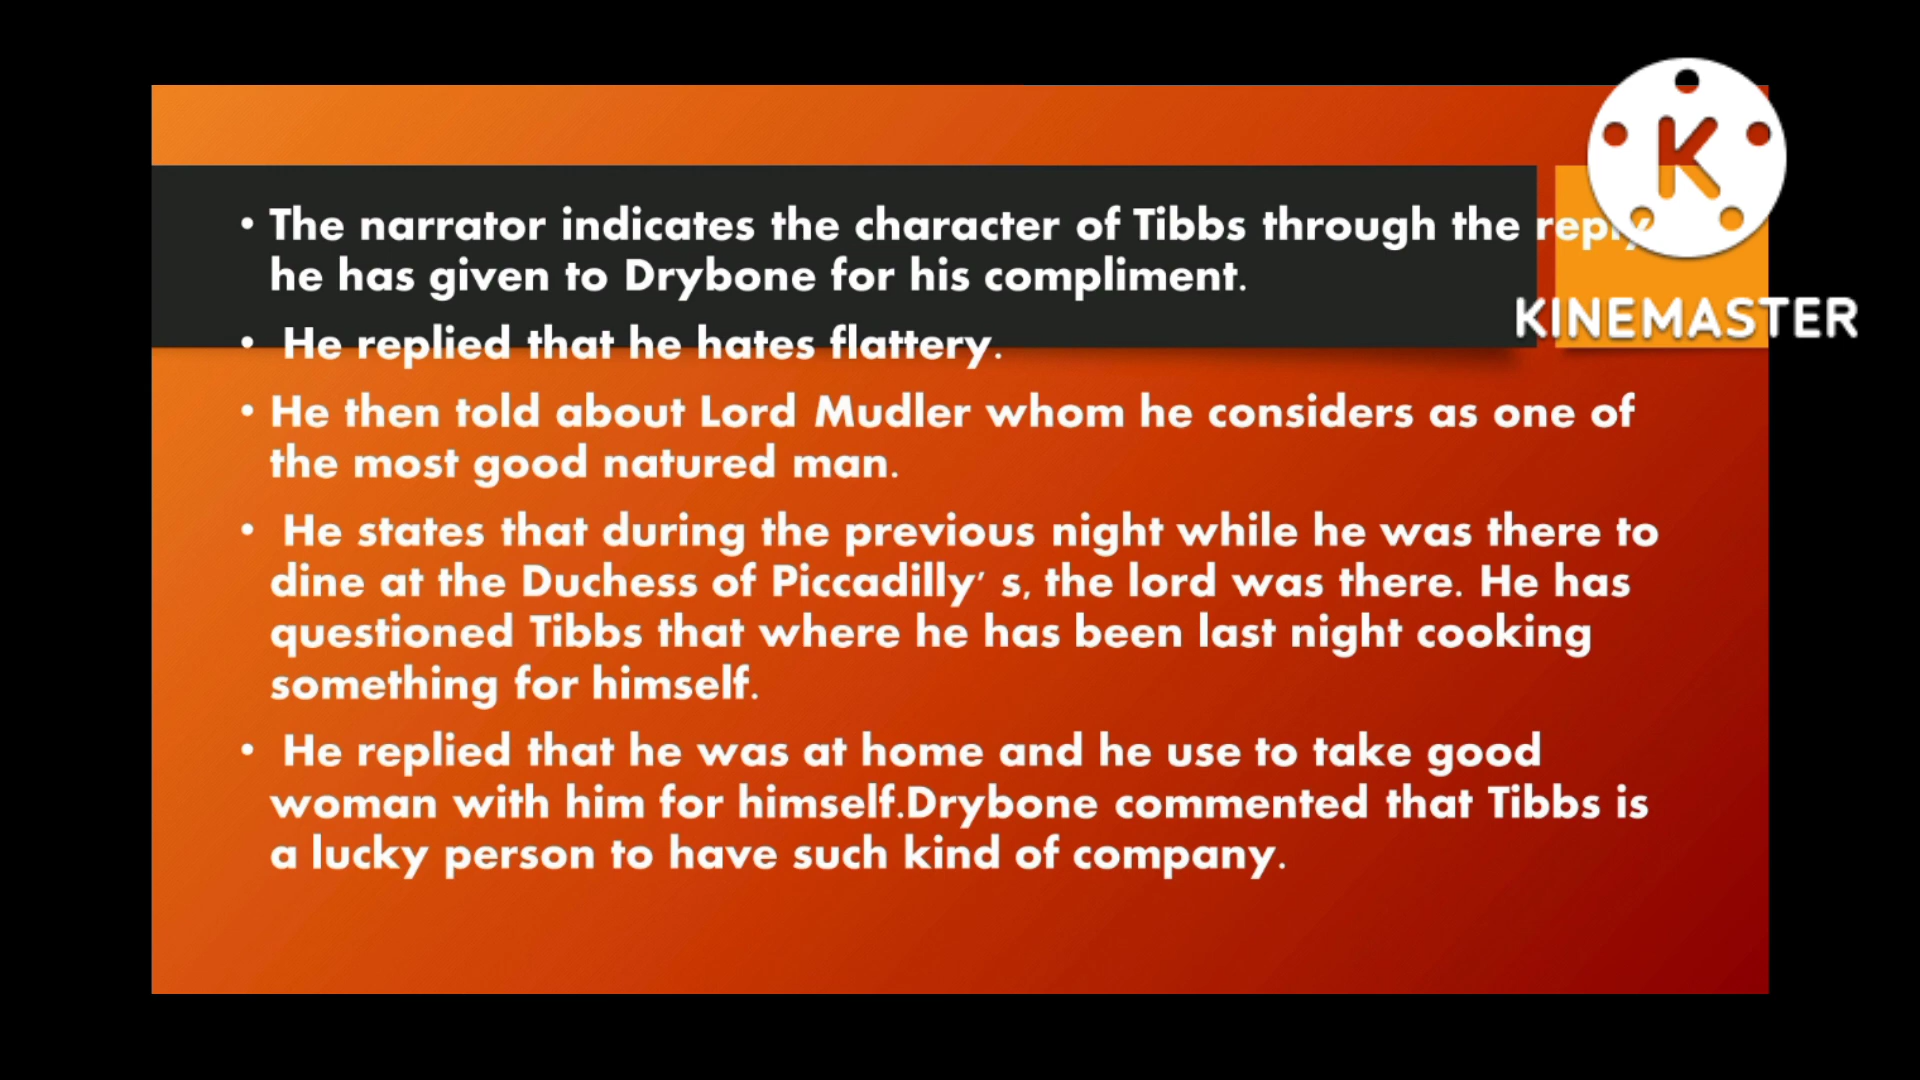 • The narrator indicates the character of Tibbs through the reply
he has given to Drybone for his compliment.
• He replied that he hates flattery.
• He then told about Lord Mudler whom he considers as one of
the most good natured man.
• He states that during the previous night while he was there to
dine at the Duchess of Piccadilly’ s, the lord was there. He has
questioned Tibbs that where he has been last night cooking
something for himself.
• He replied that he was at home and he use to take good
woman with him for himself.Drybone commented that Tibbs is
a lucky person to have such kind of company.
K
KINEMASTER